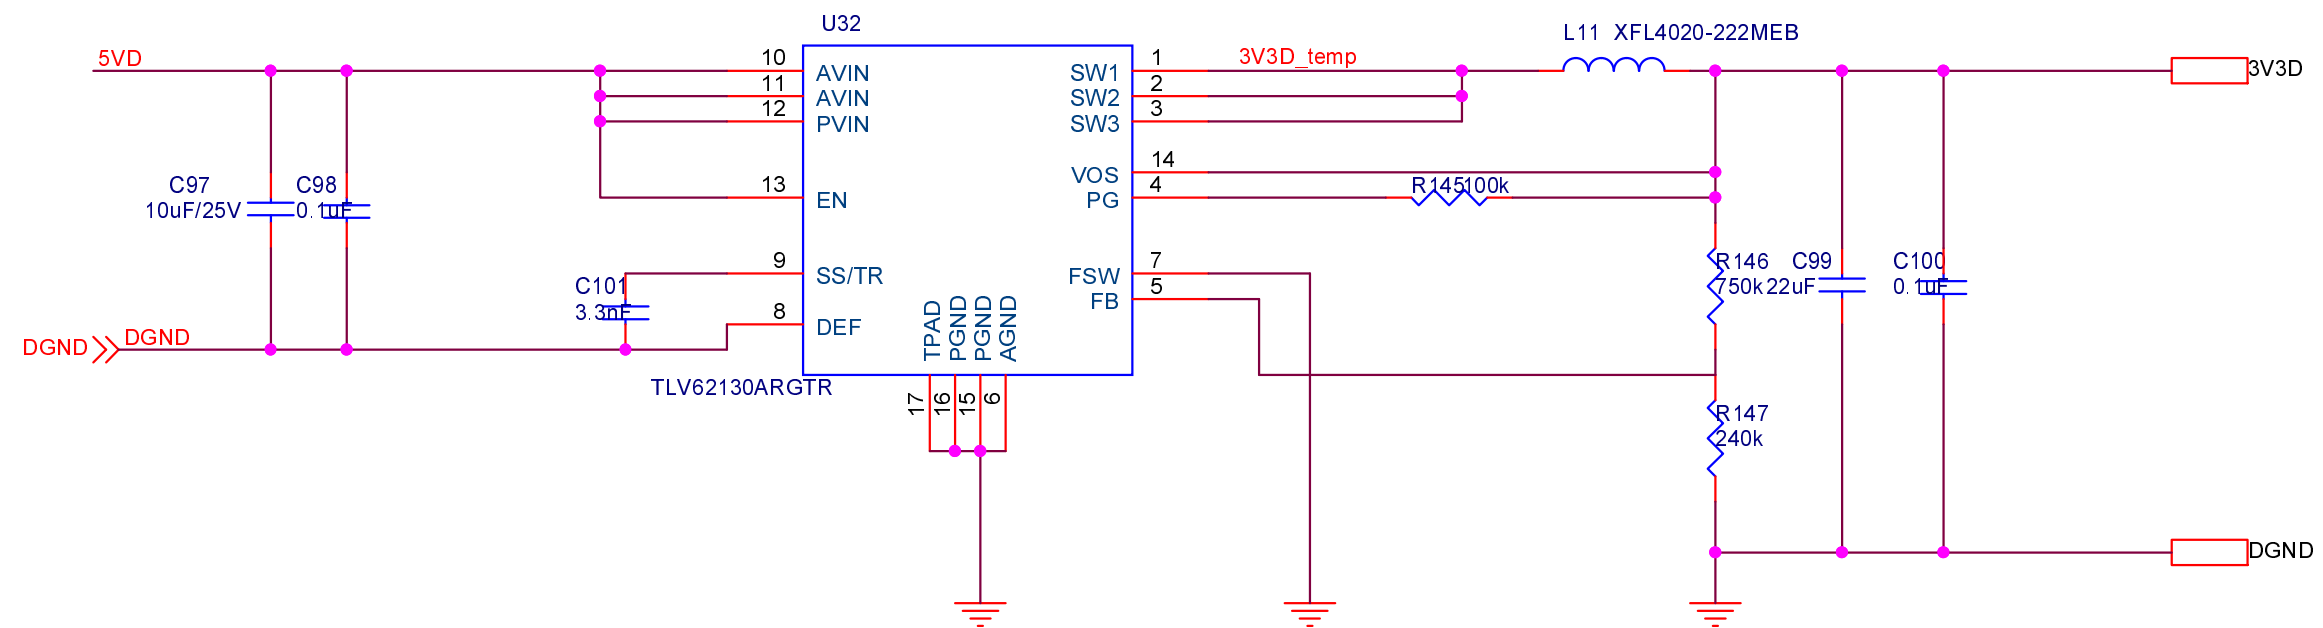 U32
L11 XFL4020-222MEB
5VD
10
AVIN
11
AVIN
12
PVIN
13
EN
9
SS/TR
8
DEF
SW1
1
SW2
2
SW3
3
VOS
14
PG
4
FSW
7
FB
5
3V3D_temp
3V3D
C97
10uF/25V
C98
0.1uF
R145 100k
C101
3.3nF
R146
750k
C99
22uF
C100
0.1uF
DGND
DGND
TPAD
PGND
PGND
AGND
TLV62130ARGTR
17
16
15
6
R147
240k
DGND